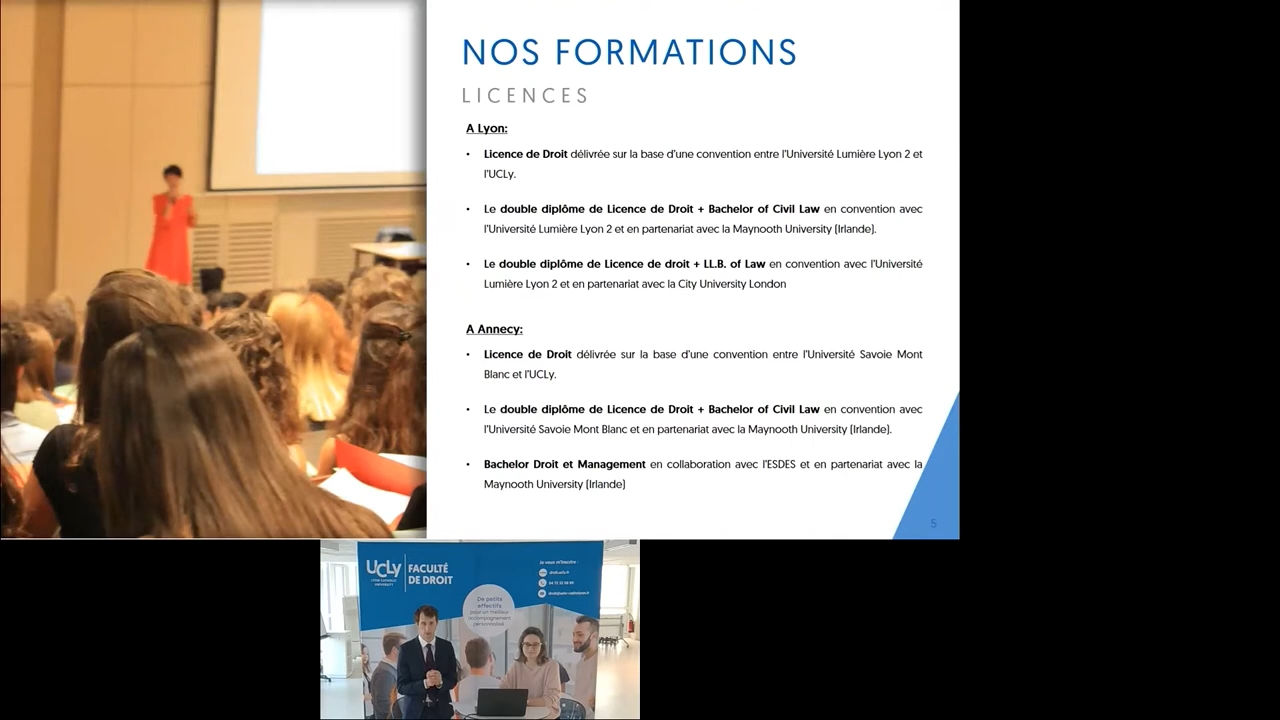 NOS FORMATIONS
LICENCES
A Lyon:
• Licence de Droit délivrée sur la base d'une convention entre l'Université Lumière Lyon 2 et
l'UCLy.
• Le double diplôme de Licence de Droit + Bachelor of Civil Law en convention avec
l'Université Lumière Lyon 2 et en partenariat avec la Maynooth University (Irlande).
• Le double diplôme de Licence de droit + LL.B. of Law en convention avec l'Université
Lumière Lyon 2 et en partenariat avec la City University London
A Annecy:
• Licence de Droit délivrée sur la base d'une convention entre l'Université Savoie Mont
Blanc et l'UCLy.
• Le double diplôme de Licence de Droit + Bachelor of Civil Law en convention avec
l'Université Savoie Mont Blanc et en partenariat avec la Maynooth University (Irlande).
• Bachelor Droit et Management en collaboration avec l'ESDES et en partenariat avec la
Maynooth University (Irlande)
5
UCLy
FACULTÉ
DE DROIT
De petits
effectifs
pour un meilleur
accompagnement
personnalisé